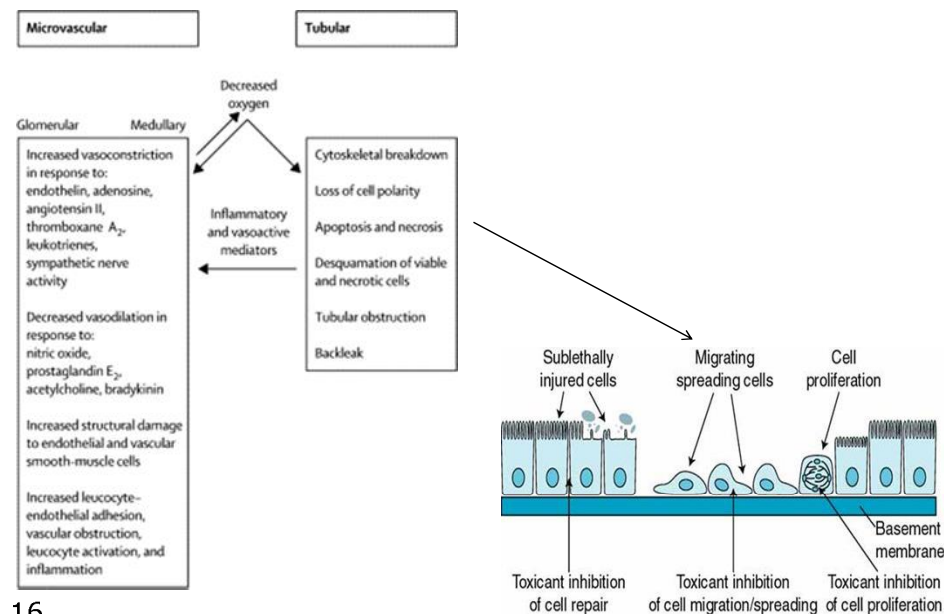 Microvascular
Tubular
Decreased
oxygen
Glomerular Medullary
Increased vasoconstriction
in response to:
endothelin, adenosine,
angiotensin II,
thromboxane A2,
leukotrienes,
sympathetic nerve
activity
Decreased vasodilation in
response to:
nitric oxide,
prostaglandin E2,
acetylcholine, bradykinin
Increased structural damage
to endothelial and vascular
smooth-muscle cells
Increased leucocyte–
endothelial adhesion,
vascular obstruction,
leucocyte activation, and
inflammation
Inflammatory
and vasoactive
mediators
Cytoskeletal breakdown
Loss of cell polarity
Apoptosis and necrosis
Desquamation of viable
and necrotic cells
Tubular obstruction
Backleak
Sublethally
injured cells
Migrating
spreading cells
Cell
proliferation
Basement
membrane
Toxicant inhibition
of cell repair
Toxicant inhibition
of cell migration/spreading
Toxicant inhibition
of cell proliferation
16